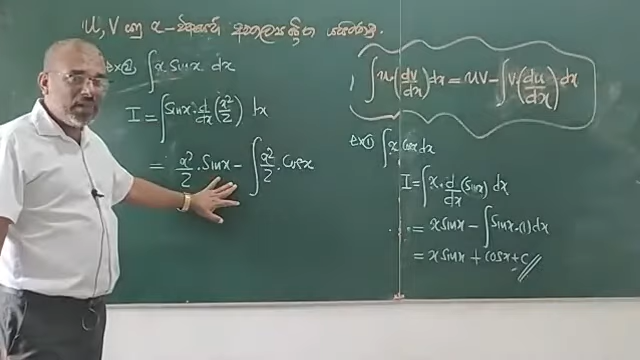 U, V යනු x-
ex② ∫ x sinx dx
I = ∫ sinx · d/dx (x²/2) dx
= x²/2 · sinx − ∫ x²/2 · cosx
∫ u · (dv/dx) dx = uv − ∫ v (du/dx) dx
ex① ∫ x cosx dx
I = ∫ x · d/dx (sinx) dx
= x sinx − ∫ sinx · (1) dx
= x sinx + cosx + c //